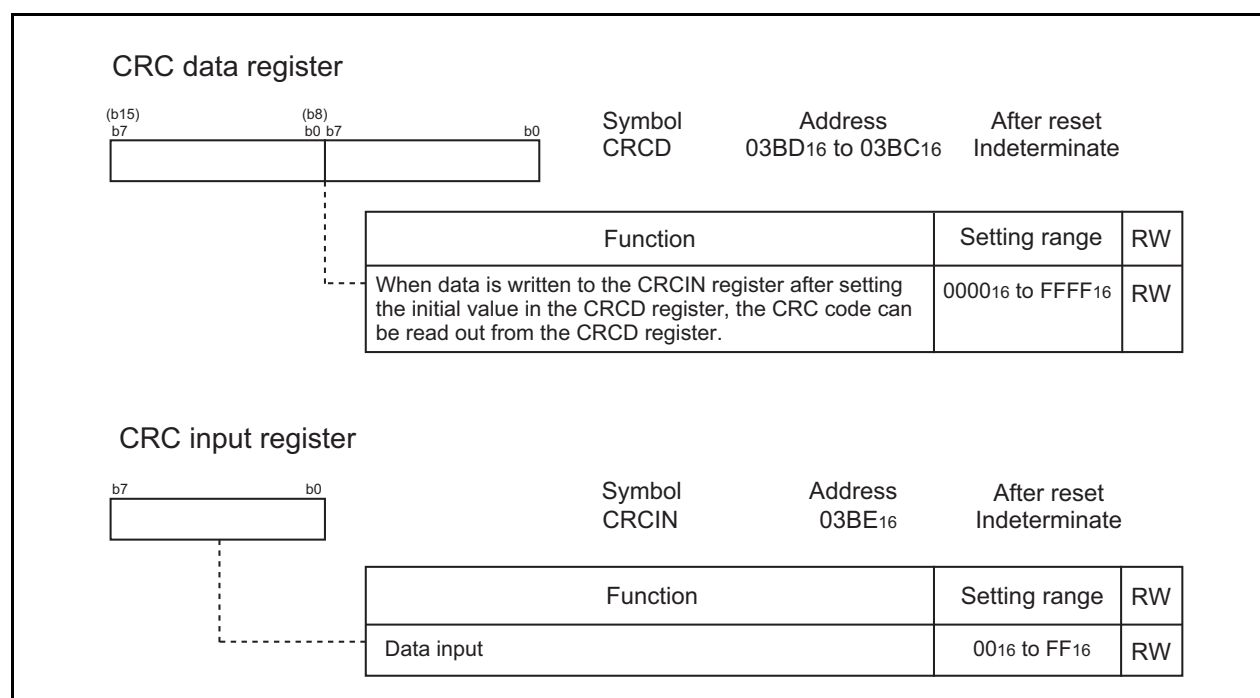 CRC data register
(b15) (b8)
b7 b0 b7 b0
Symbol Address After reset
CRCD 03BD16 to 03BC16 Indeterminate
Function Setting range RW
When data is written to the CRCIN register after setting
the initial value in the CRCD register, the CRC code can
be read out from the CRCD register.
000016 to FFFF16 RW
CRC input register
b7 b0
Symbol Address After reset
CRCIN 03BE16 Indeterminate
Function Setting range RW
Data input 0016 to FF16 RW